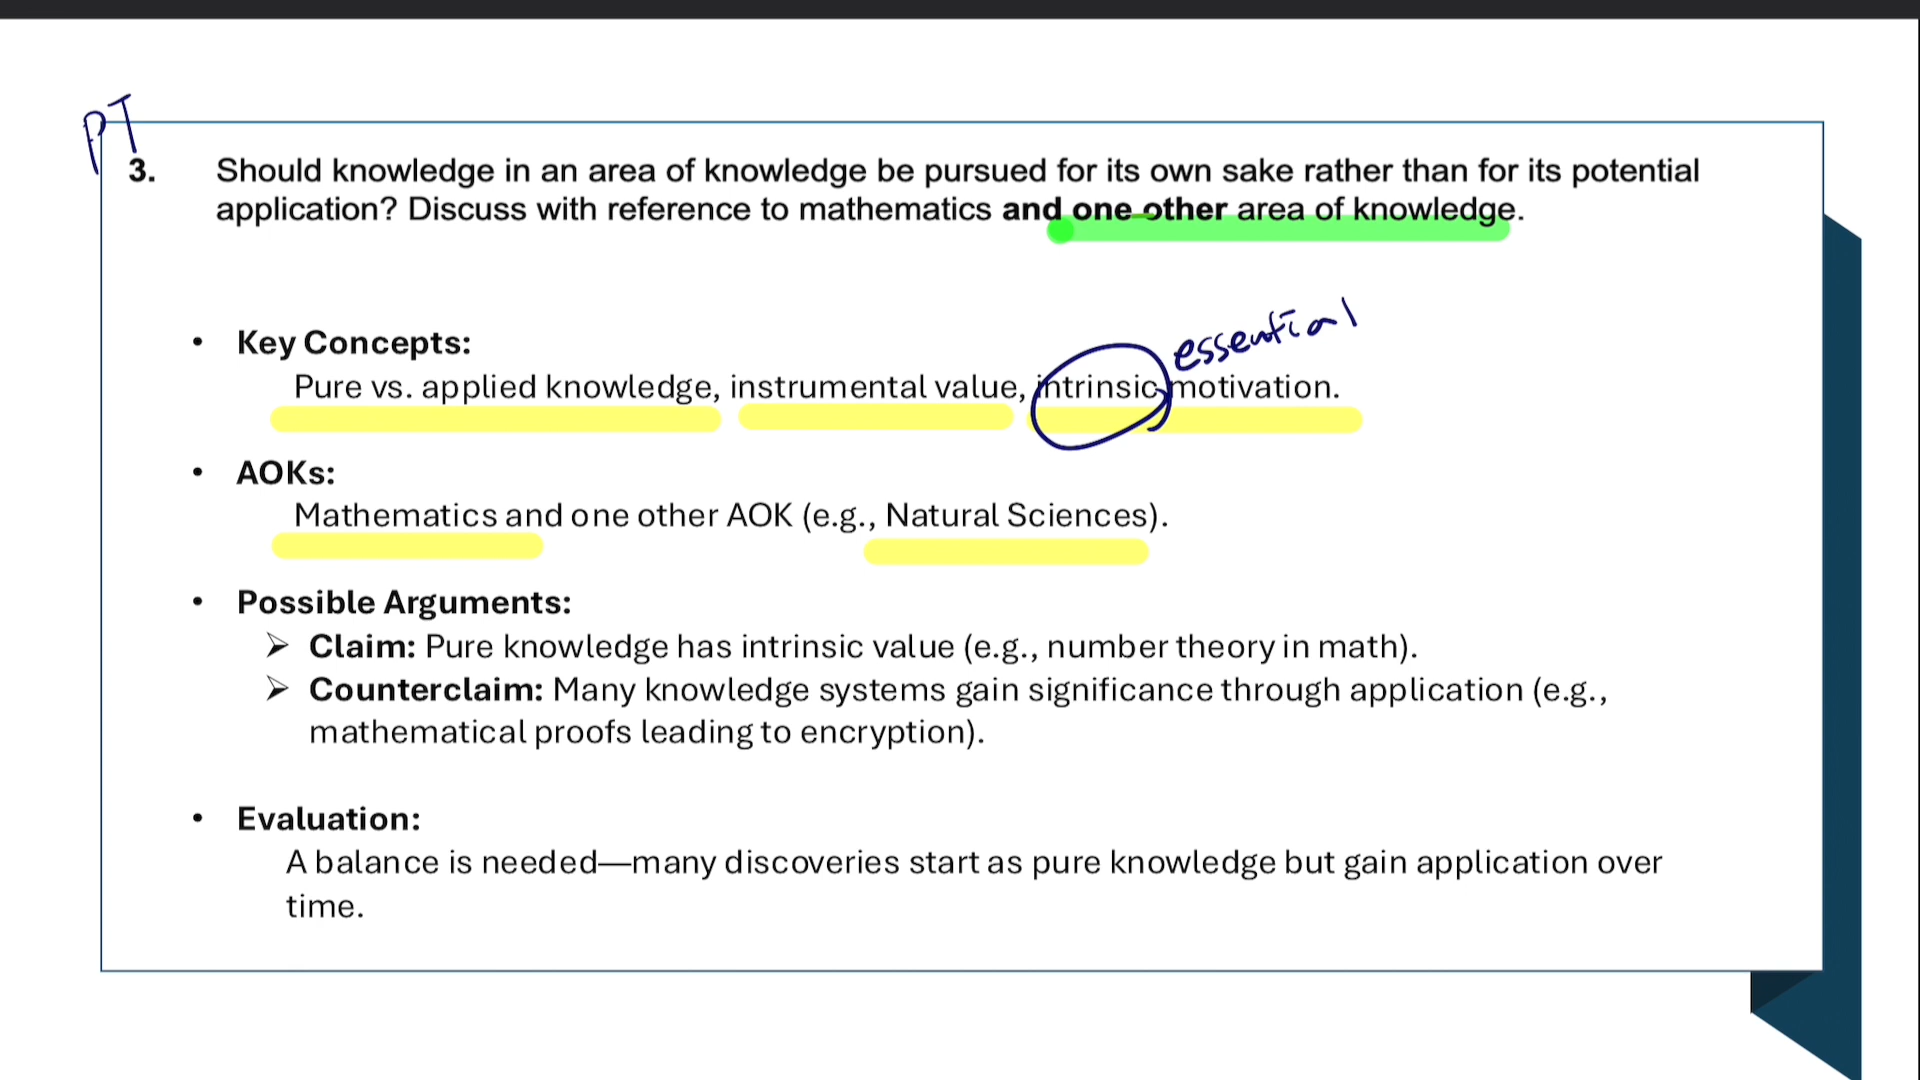 PT
3. Should knowledge in an area of knowledge be pursued for its own sake rather than for its potential
application? Discuss with reference to mathematics and one other area of knowledge.
essential
• Key Concepts:
Pure vs. applied knowledge, instrumental value, intrinsic motivation.
• AOKs:
Mathematics and one other AOK (e.g., Natural Sciences).
• Possible Arguments:
➢ Claim: Pure knowledge has intrinsic value (e.g., number theory in math).
➢ Counterclaim: Many knowledge systems gain significance through application (e.g.,
mathematical proofs leading to encryption).
• Evaluation:
A balance is needed—many discoveries start as pure knowledge but gain application over
time.